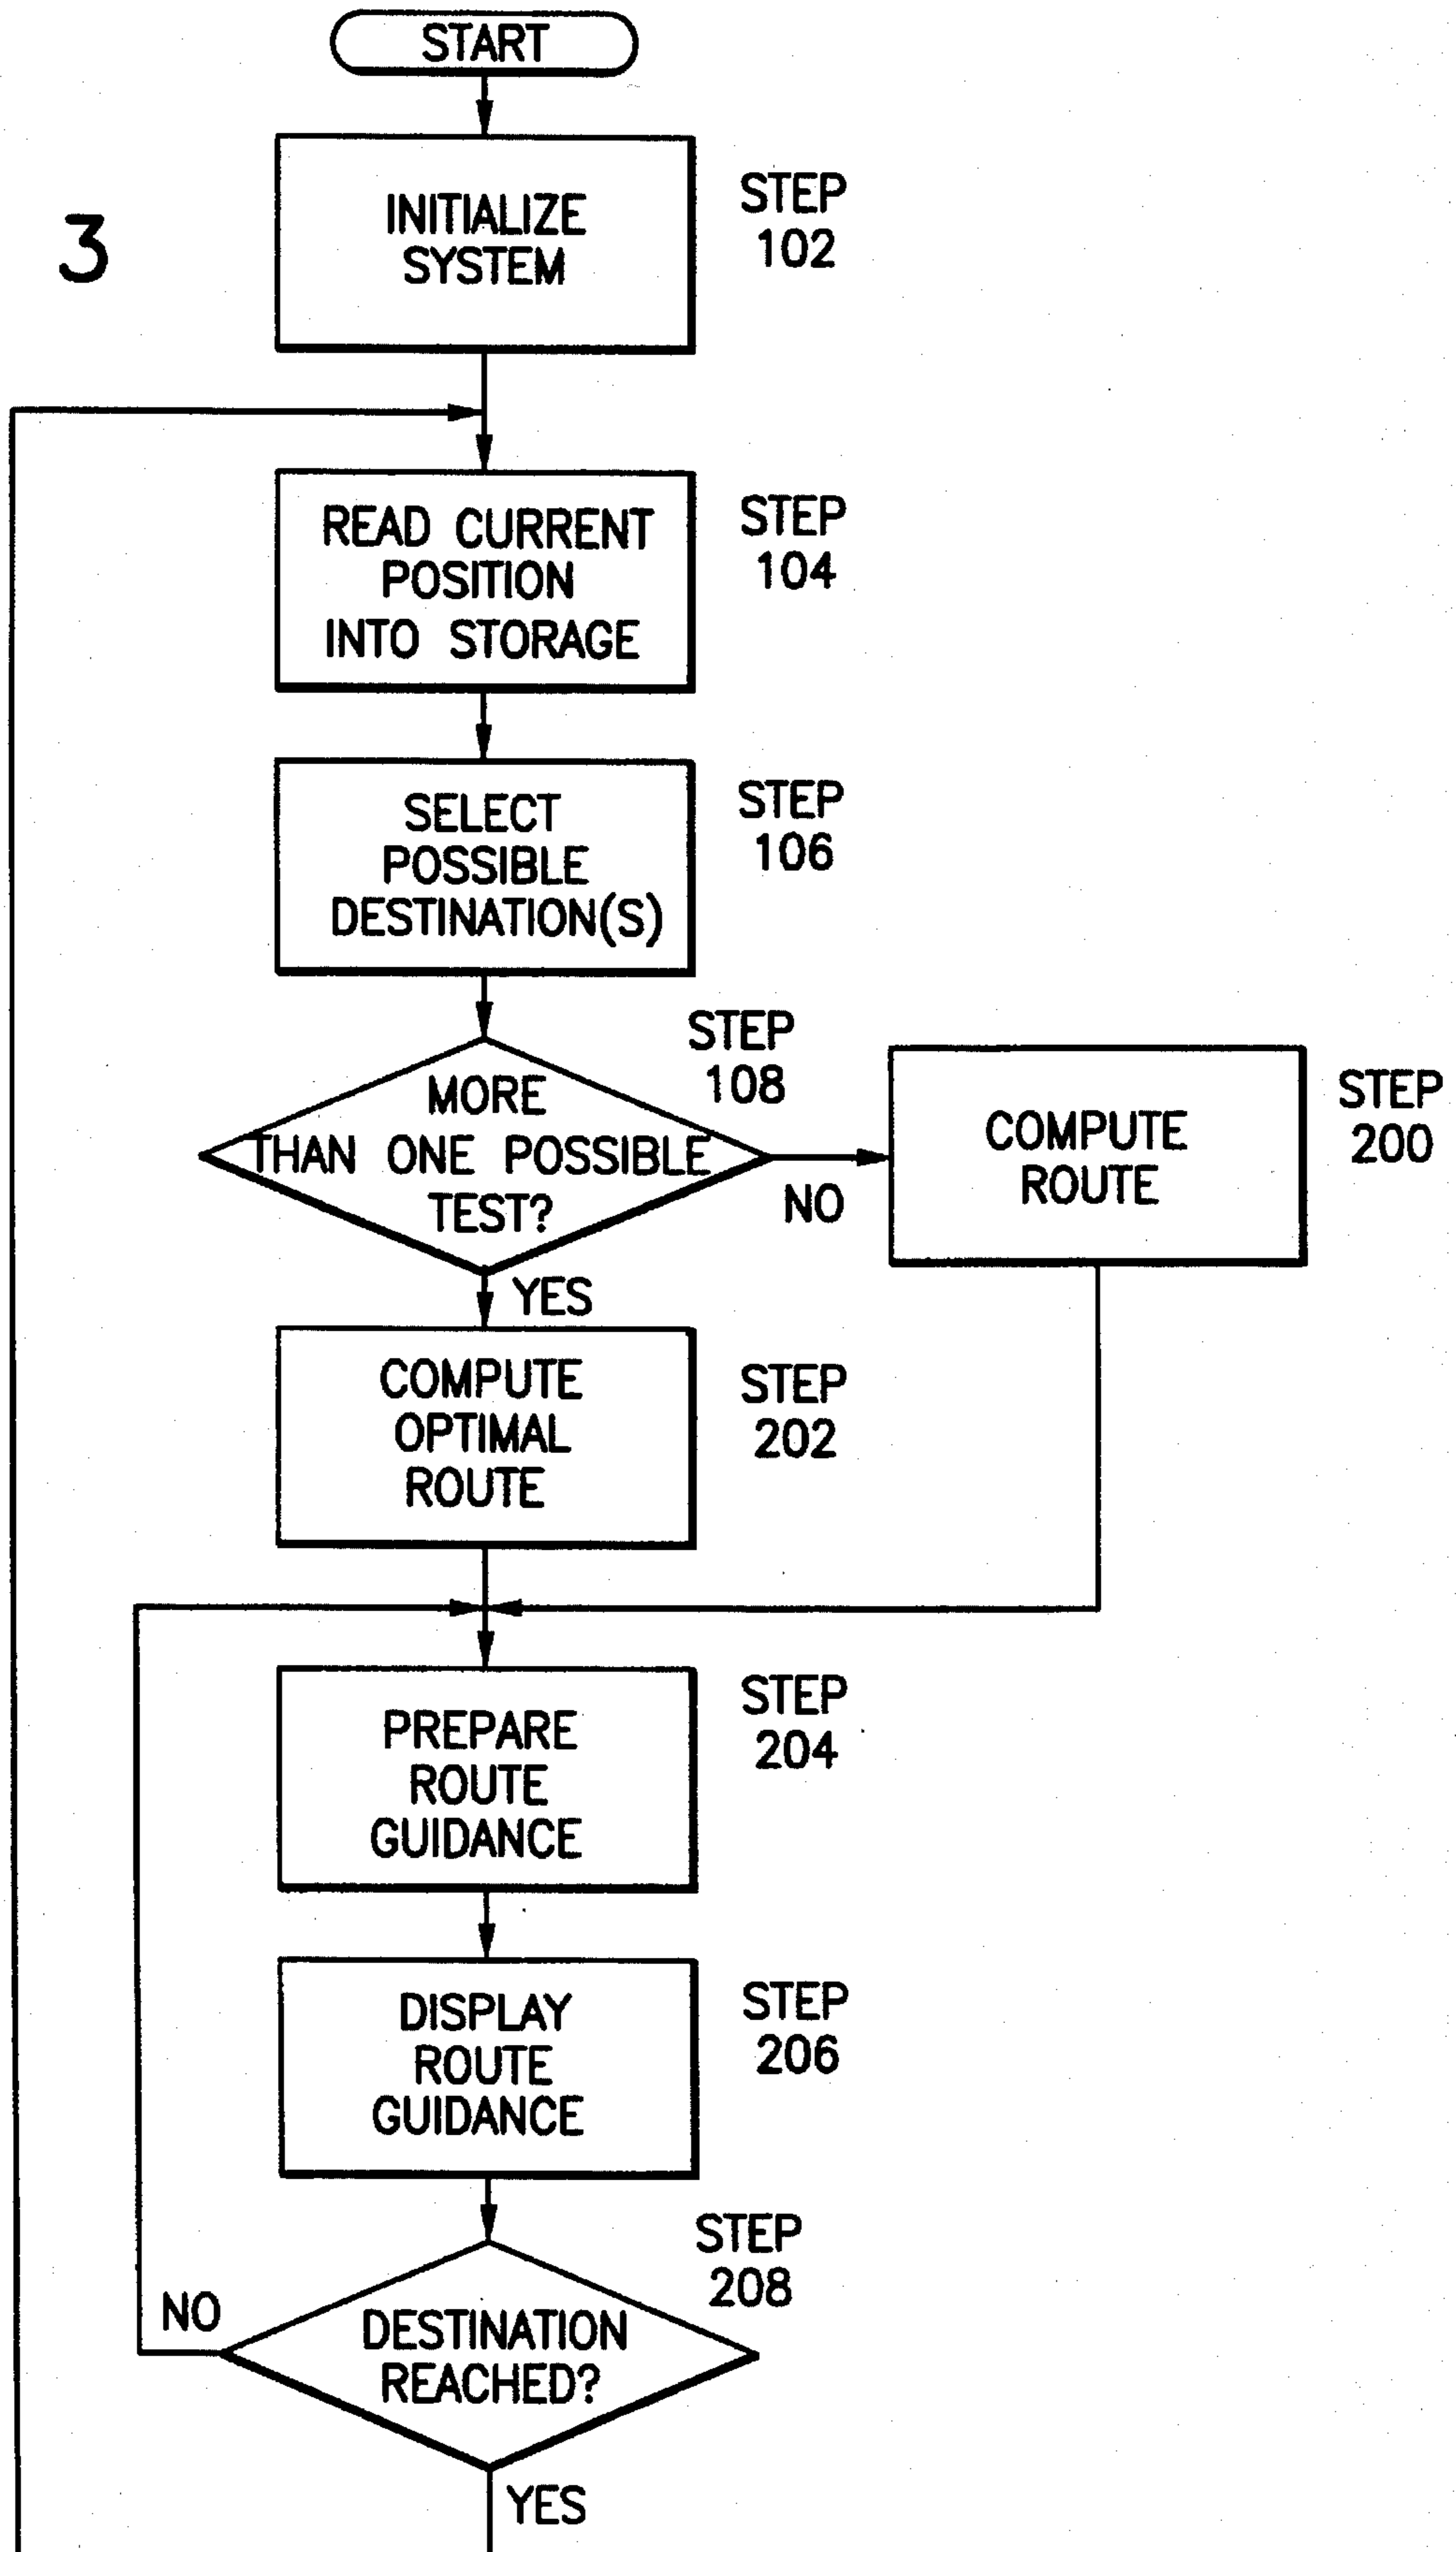 START
3
INITIALIZE
SYSTEM
STEP
102
READ CURRENT
POSITION
INTO STORAGE
STEP
104
SELECT
POSSIBLE
DESTINATION(S)
STEP
106
MORE
THAN ONE POSSIBLE
TEST?
STEP
108
NO
COMPUTE
ROUTE
STEP
200
YES
COMPUTE
OPTIMAL
ROUTE
STEP
202
PREPARE
ROUTE
GUIDANCE
STEP
204
DISPLAY
ROUTE
GUIDANCE
STEP
206
DESTINATION
REACHED?
STEP
208
NO
YES